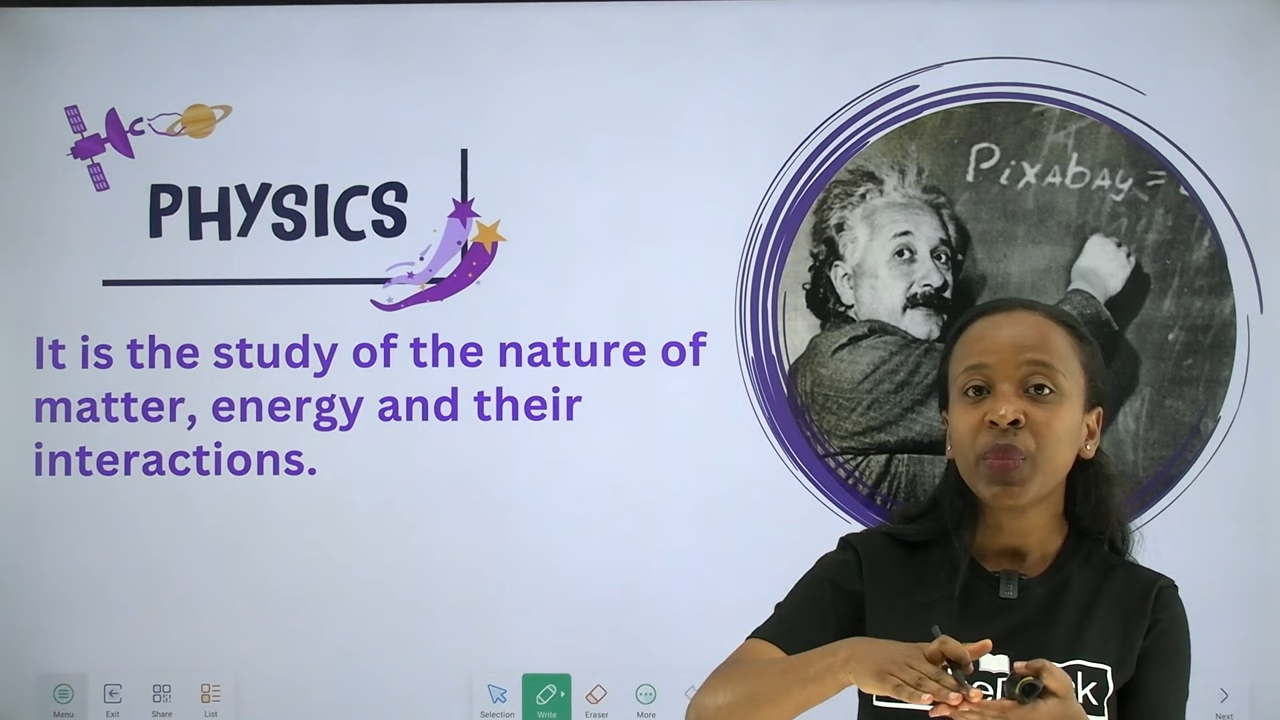 PiXABAY =
PHYSICS
It is the study of the nature of
matter, energy and their
interactions.
Menu
Exit
Share
List
Selection
Write
Eraser
More
Next